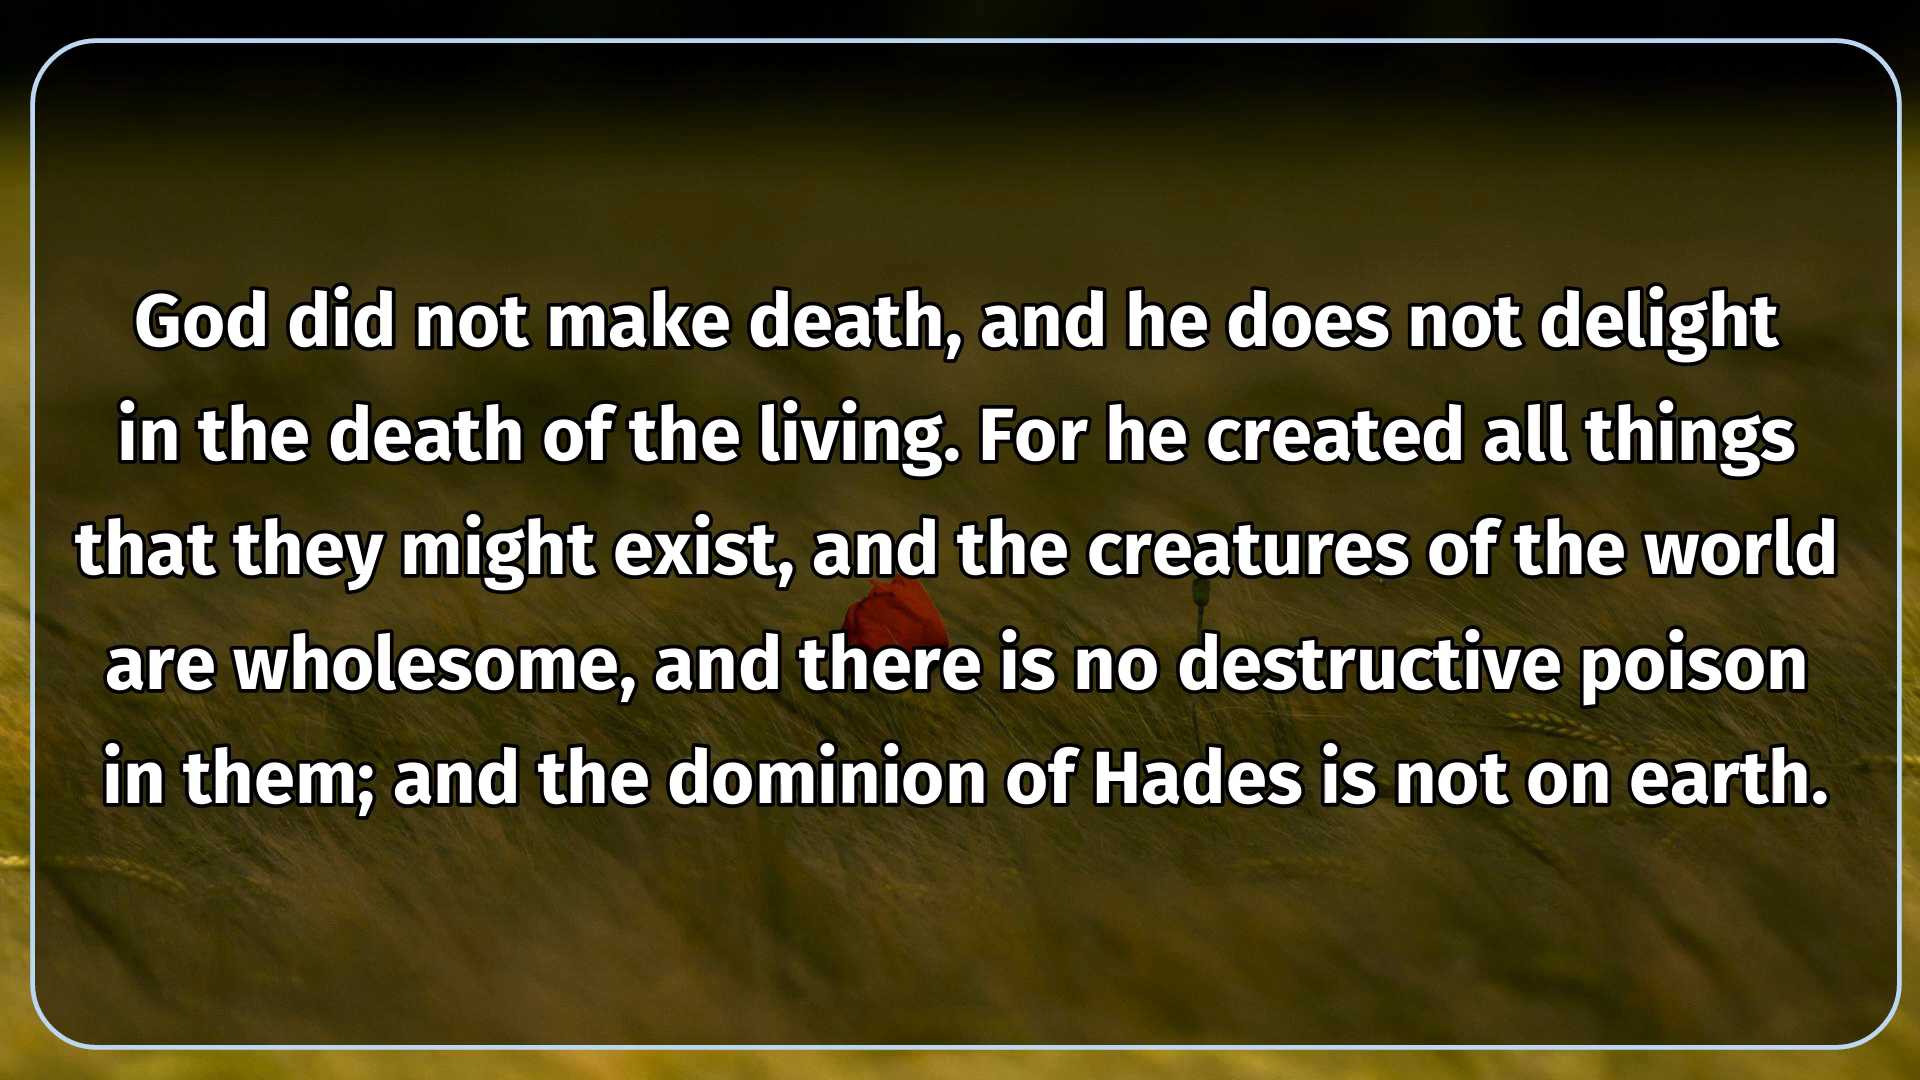 God did not make death, and he does not delight
in the death of the living. For he created all things
that they might exist, and the creatures of the world
are wholesome, and there is no destructive poison
in them; and the dominion of Hades is not on earth.